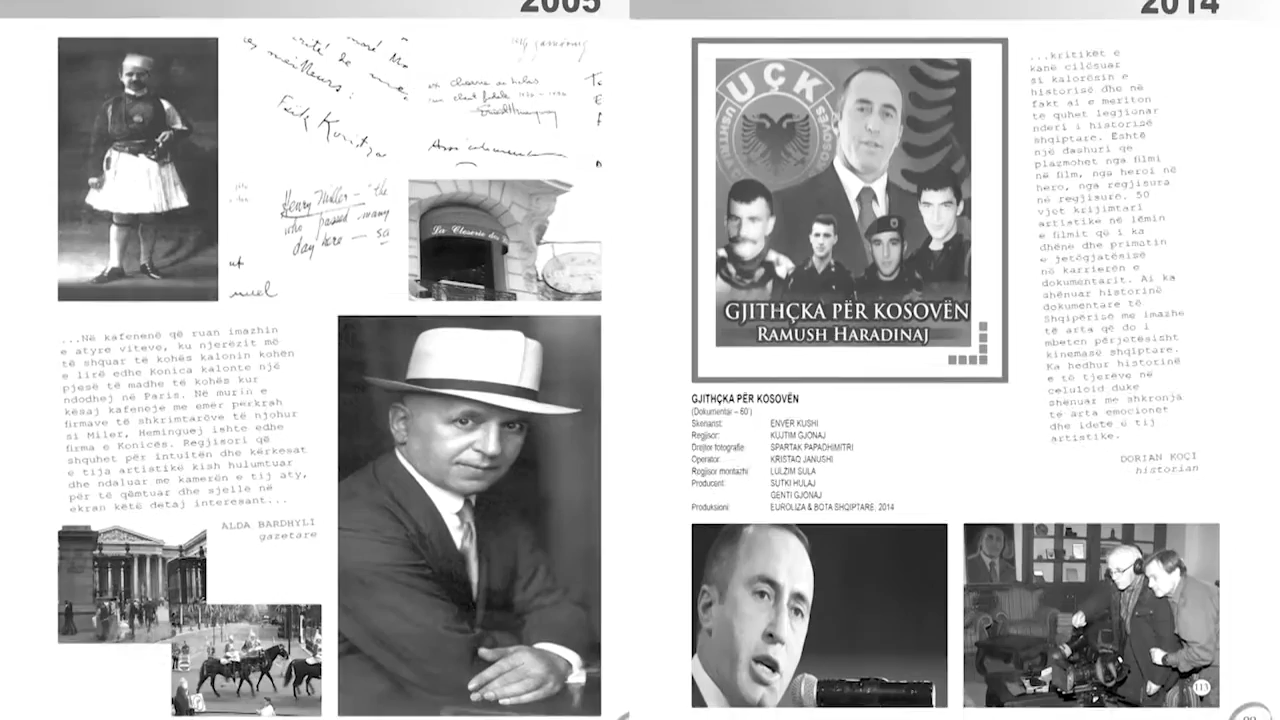 2005
Faik Konitza
Henry Miller - "the
who passed many
day here — so
La Closerie des
...Në kafenenë që ruan imazhin
e atyre viteve, ku njerëzit më
të shquar të kohës kalonin kohën
e lirë edhe Konica kalonte një
pjesë të madhe të kohës kur
ndodhej në Paris. Në murin e
kësaj kafeneje me emër përkrah
firmave të shkrimtarëve të njohur
si Miler, Heminguej ishte edhe
firma e Konicës. Regjisori që
shquhet për intuitën dhe kërkesat
e tija artistike kish hulumtuar
dhe ndaluar me kamerën e tij aty,
për të qëmtuar dhe sjellë në
ekran këtë detaj interesant...
ALDA BARDHYLI
gazetare
2014
UÇK
GJITHÇKA PËR KOSOVËN
RAMUSH HARADINAJ
GJITHÇKA PËR KOSOVËN
(Dokumentar – 60')
Skenarist: ENVER KUSHI
Regjisor: KUJTIM GJONAJ
Drejtor fotografie: SPARTAK PAPADHIMITRI
Operator: KRISTAQ JANUSHI
Regjisor montazhi LULZIM SULA
Producent: SUTKI HULAJ
GENTI GJONAJ
Produksioni: EUROLIZA & BOTA SHQIPTARE, 2014
...kritikët e
kanë cilësuar
si kalorësin e
historisë dhe në
fakt ai e meriton
të quhet legjionar
nderi i historisë
shqiptare. Është
një dashuri që
plazmohet nga filmi
në film, nga heroi në
hero, nga regjisura
në regjisurë. 50
vjet krijimtari
artistike në lëmin
e filmit që i ka
dhënë dhe primatin
e jetëgjatësisë
në karrierën e
dokumentarit. Ai ka
shënuar historinë
dokumentare të
Shqipërisë me imazhe
të arta që do i
mbeten përjetësisht
kinemasë shqiptare.
Ka hedhur historinë
e të tjerëve në
celuloid duke
shënuar me shkronja
të arta emocionet
dhe idetë e tij
artistike.
DORIAN KOÇI
historian
113